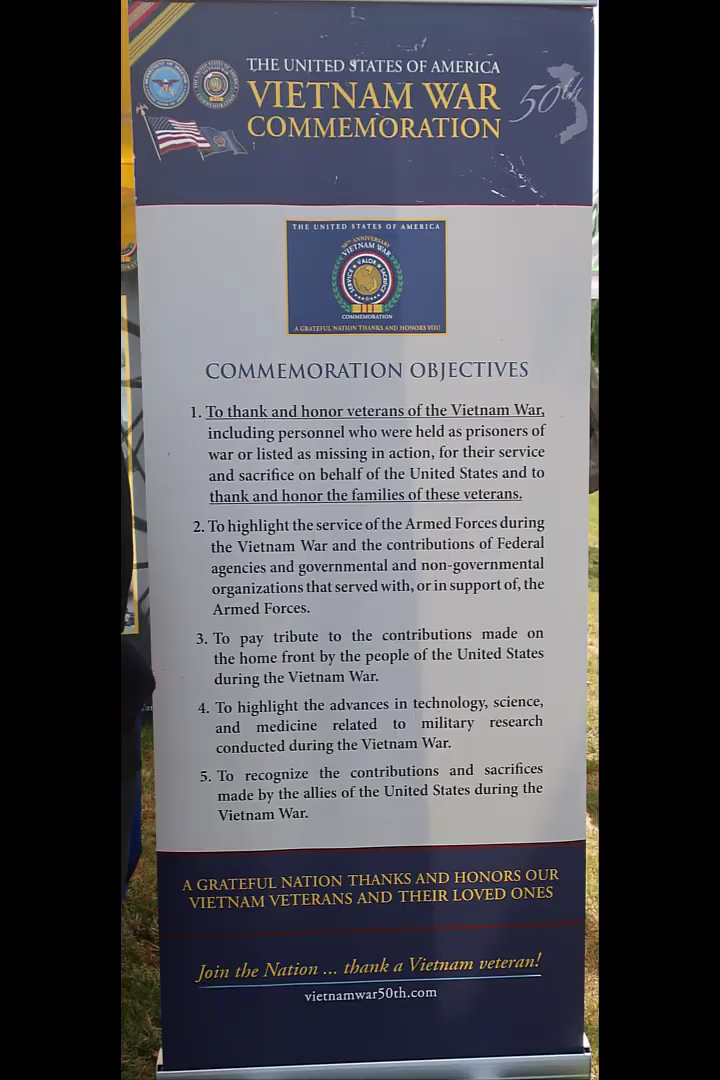 THE UNITED STATES OF AMERICA
VIETNAM WAR
COMMEMORATION
50th
THE UNITED STATES OF AMERICA
50TH ANNIVERSARY
VIETNAM WAR
SERVICE VALOR SACRIFICE
COMMEMORATION
A GRATEFUL NATION THANKS AND HONORS YOU
COMMEMORATION OBJECTIVES
1. To thank and honor veterans of the Vietnam War,
including personnel who were held as prisoners of
war or listed as missing in action, for their service
and sacrifice on behalf of the United States and to
thank and honor the families of these veterans.
2. To highlight the service of the Armed Forces during
the Vietnam War and the contributions of Federal
agencies and governmental and non-governmental
organizations that served with, or in support of, the
Armed Forces.
3. To pay tribute to the contributions made on
the home front by the people of the United States
during the Vietnam War.
4. To highlight the advances in technology, science,
and medicine related to military research
conducted during the Vietnam War.
5. To recognize the contributions and sacrifices
made by the allies of the United States during the
Vietnam War.
A GRATEFUL NATION THANKS AND HONORS OUR
VIETNAM VETERANS AND THEIR LOVED ONES
Join the Nation ... thank a Vietnam veteran!
vietnamwar50th.com